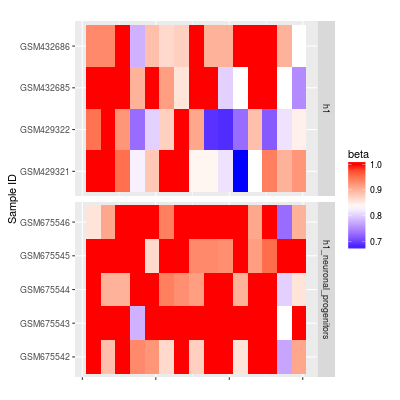 GSM432686
GSM432685
GSM429322
GSM429321
h1
GSM675546
GSM675545
GSM675544
GSM675543
GSM675542
h1_neuronal_progenitors
Sample ID
beta
1.0
0.9
0.8
0.7